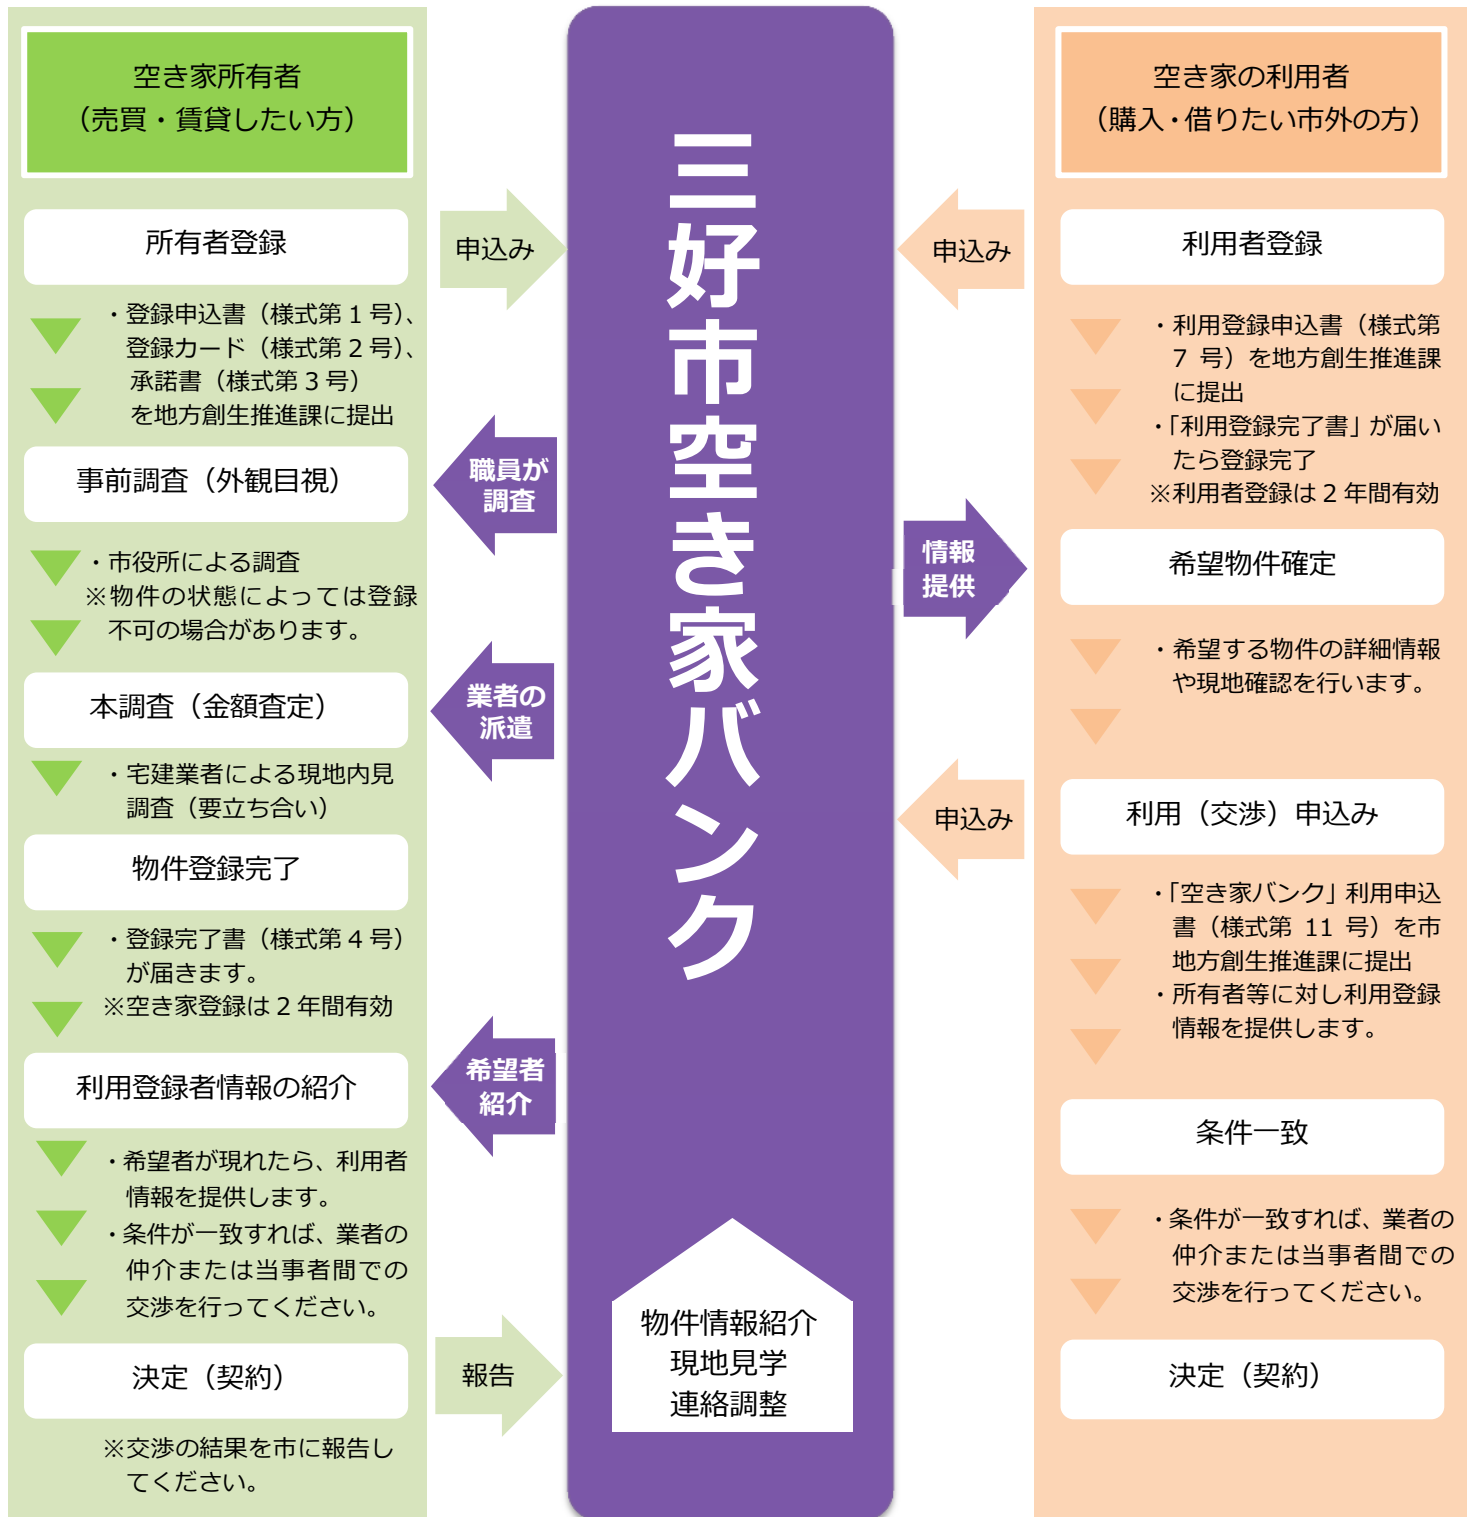 空き家所有者
（売買・賃貸したい方）
所有者登録
・登録申込書（様式第1号）、
登録カード（様式第2号）、
承諾書（様式第3号）
を地方創生推進課に提出
事前調査（外観目視）
・市役所による調査
※物件の状態によっては登録
不可の場合があります。
本調査（金額査定）
・宅建業者による現地内見
調査（要立ち合い）
物件登録完了
・登録完了書（様式第4号）
が届きます。
※空き家登録は2年間有効
利用登録者情報の紹介
・希望者が現れたら、利用者
情報を提供します。
・条件が一致すれば、業者の
仲介または当事者間での
交渉を行ってください。
決定（契約）
※交渉の結果を市に報告し
てください。
申込み
職員が
調査
業者の
派遣
希望者
紹介
報告
三好市空き家バンク
物件情報紹介
現地見学
連絡調整
申込み
情報
提供
申込み
空き家の利用者
（購入・借りたい市外の方）
利用者登録
・利用登録申込書（様式第
7 号）を地方創生推進課
に提出
・「利用登録完了書」が届い
たら登録完了
※利用者登録は2年間有効
希望物件確定
・希望する物件の詳細情報
や現地確認を行います。
利用（交渉）申込み
・「空き家バンク」利用申込
書（様式第 11 号）を市
地方創生推進課に提出
・所有者等に対し利用登録
情報を提供します。
条件一致
・条件が一致すれば、業者の
仲介または当事者間での
交渉を行ってください。
決定（契約）